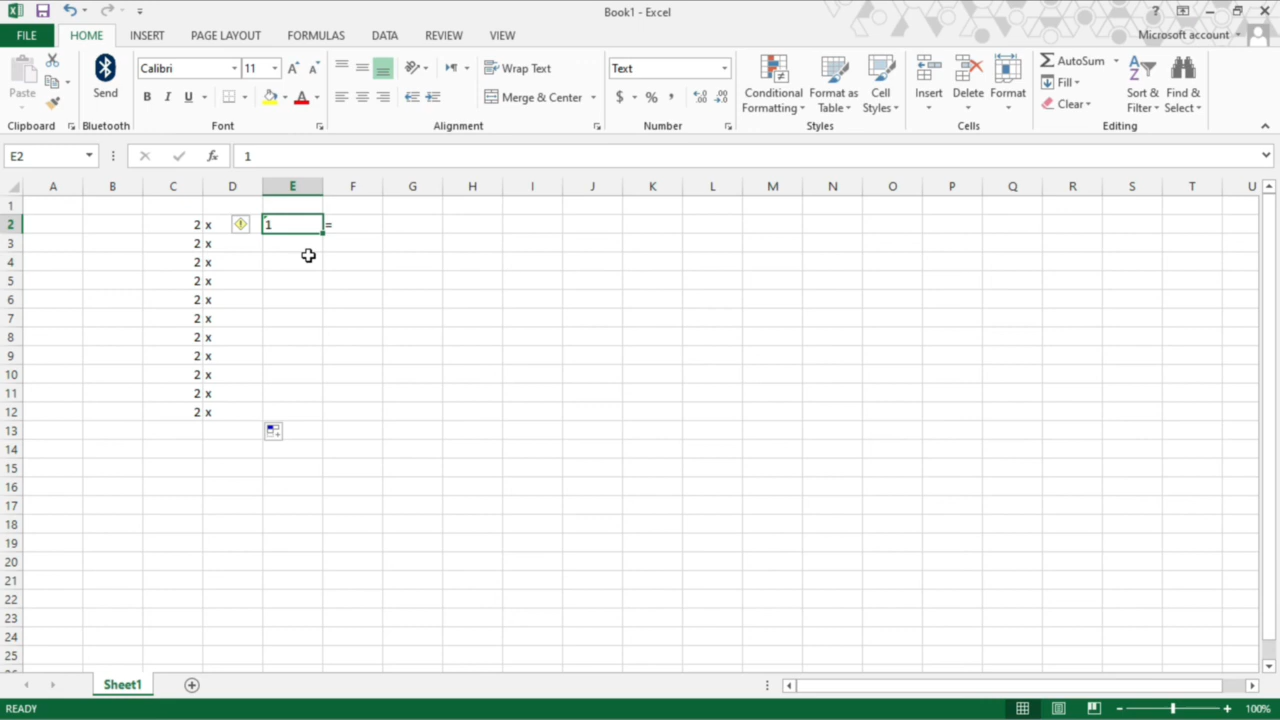 Book1 - Excel
?
FILE HOME INSERT PAGE LAYOUT FORMULAS DATA REVIEW VIEW Microsoft account
Paste Send Calibri 11 A A Wrap Text Text Conditional Formatting Format as Table Cell Styles Insert Delete Format AutoSum Sort & Filter Find & Select
B I U A Merge & Center $ % , .0 .00 Fill
Clear
Clipboard Bluetooth Font Alignment Number Styles Cells Editing
E2 fx 1
A B C D E F G H I J K L M N O P Q R S T U
1
2 2 x 1 =
3 2 x
4 2 x
5 2 x
6 2 x
7 2 x
8 2 x
9 2 x
10 2 x
11 2 x
12 2 x
13
14
15
16
17
18
19
20
21
22
23
24
25
Sheet1
READY 100%